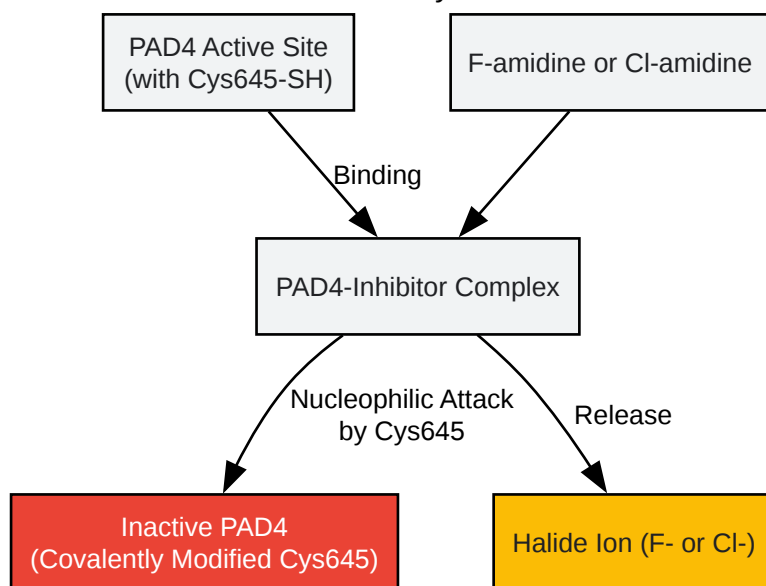 PAD4 Active Site
(with Cys645-SH)
F-amidine or Cl-amidine
Binding
PAD4-Inhibitor Complex
Nucleophilic Attack
by Cys645
Release
Inactive PAD4
(Covalently Modified Cys645)
Halide Ion (F- or Cl-)